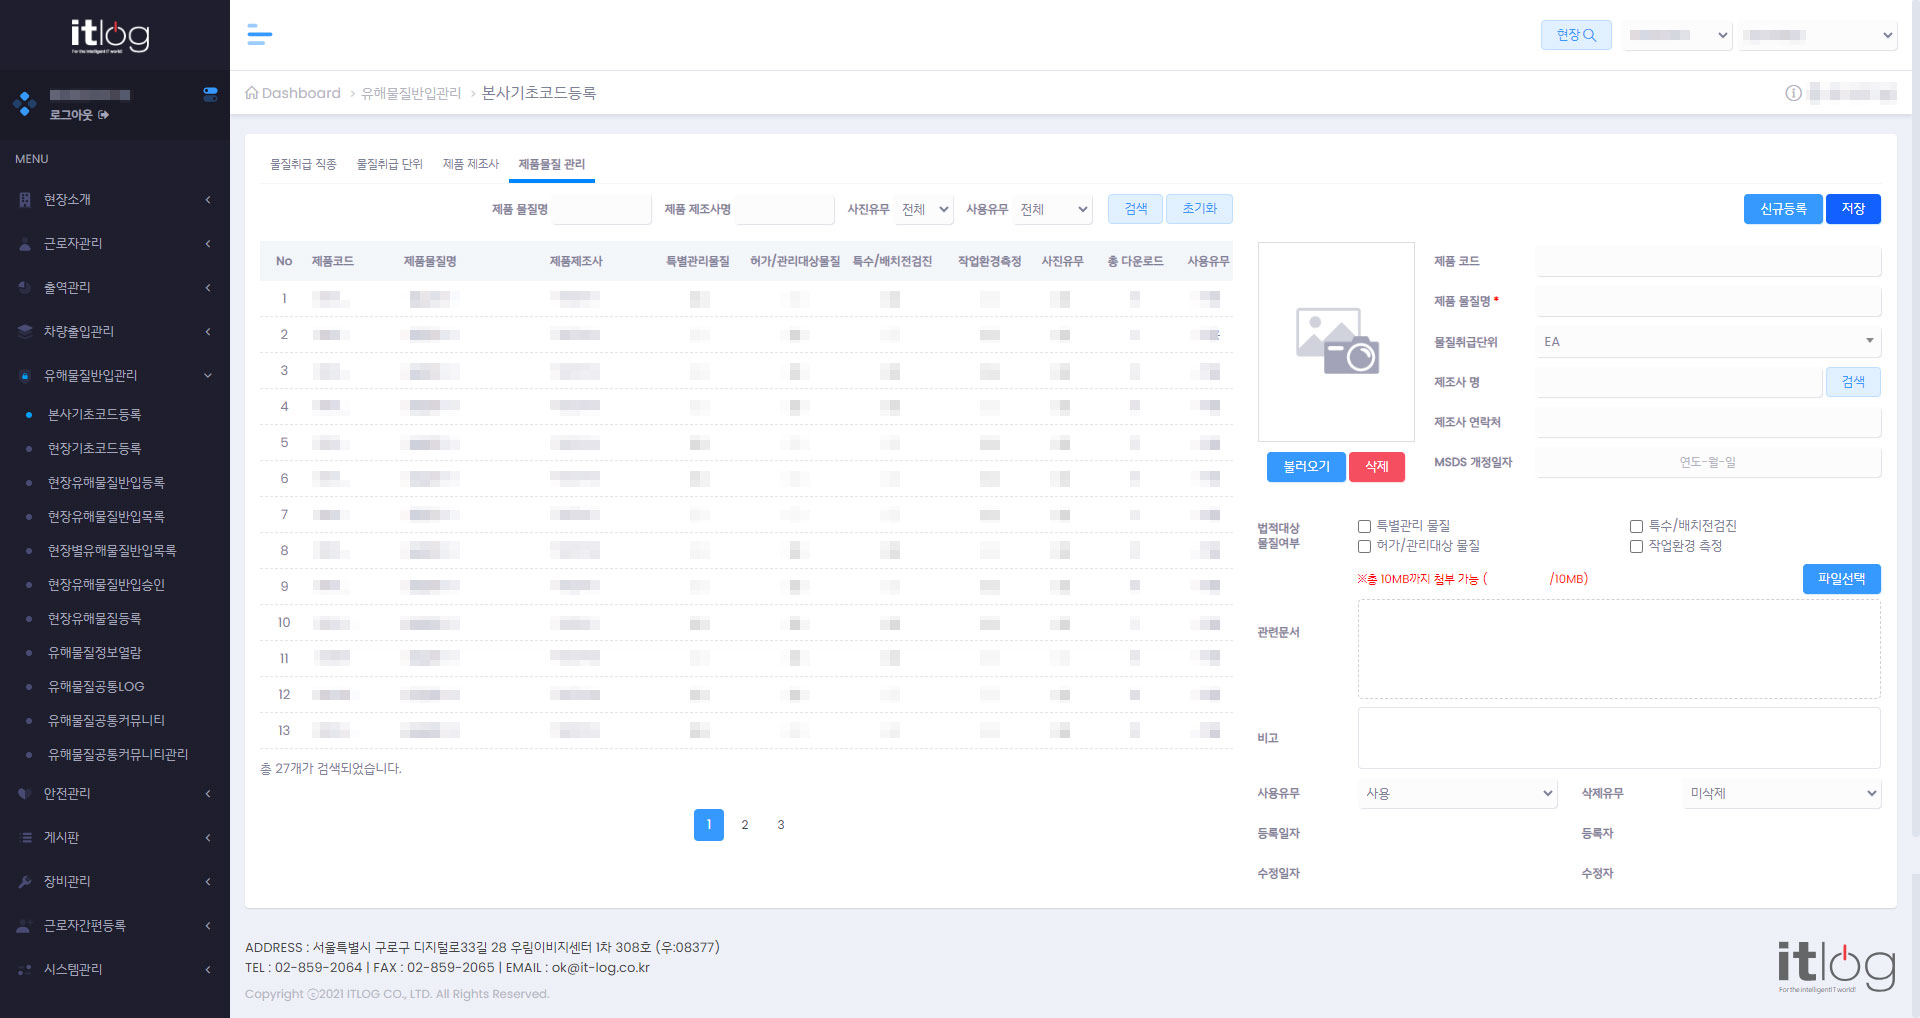 itlog
For the intelligent IT world!
현장
Dashboard > 유해물질반입관리 > 본사기초코드등록
로그아웃
MENU
현장소개
근로자관리
출역관리
차량출입관리
유해물질반입관리
본사기초코드등록
현장기초코드등록
현장유해물질반입등록
현장유해물질반입목록
현장별유해물질반입목록
현장유해물질반입승인
현장유해물질등록
유해물질정보열람
유해물질공통LOG
유해물질공통커뮤니티
유해물질공통커뮤니티관리
안전관리
게시판
장비관리
근로자간편등록
시스템관리
물질취급 직종 물질취급 단위 제품 제조사 제품물질 관리
제품 물질명 제품 제조사명 사진유무 전체 사용유무 전체 검색 초기화
신규등록 저장
No 제품코드 제품물질명 제품제조사 특별관리물질 허가/관리대상물질 특수/배치전검진 작업환경측정 사진유무 총 다운로드 사용유무
1
2
3
4
5
6
7
8
9
10
11
12
13
총 27개가 검색되었습니다.
1 2 3
제품 코드
제품 물질명 *
물질취급단위 EA
제조사 명 검색
제조사 연락처
MSDS 개정일자 연도-월-일
불러오기 삭제
법적대상
물질여부
특별관리 물질 특수/배치전검진
허가/관리대상 물질 작업환경 측정
※총 10MB까지 첨부 가능 ( /10MB) 파일선택
관련문서
비고
사용유무 사용 삭제유무 미삭제
등록일자 등록자
수정일자 수정자
ADDRESS : 서울특별시 구로구 디지털로33길 28 우림이비지센터 1차 308호 (우:08377)
TEL : 02-859-2064 | FAX : 02-859-2065 | EMAIL : ok@it-log.co.kr
Copyright ⓒ2021 ITLOG CO., LTD. All Rights Reserved.
itlog
For the intelligent IT world!